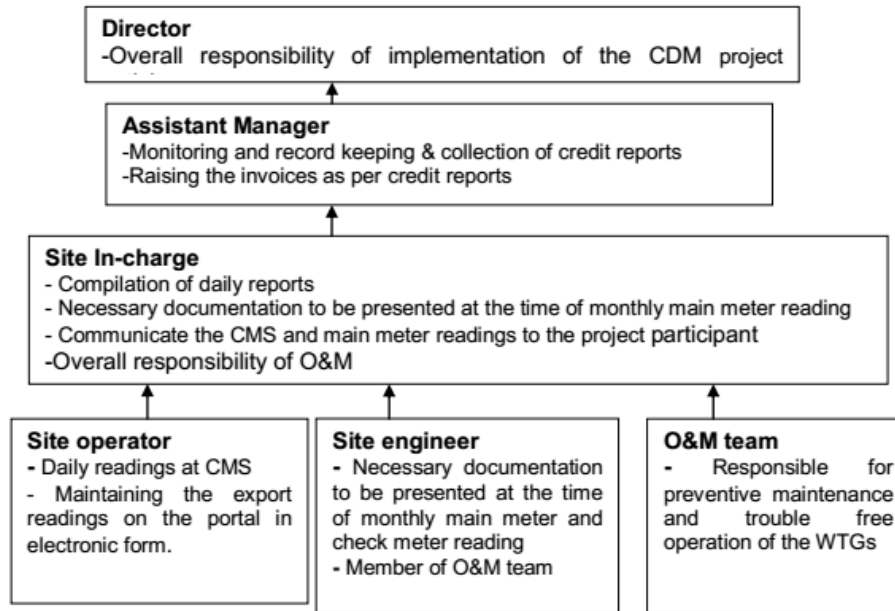 Director
-Overall responsibility of implementation of the CDM project
Assistant Manager
-Monitoring and record keeping & collection of credit reports
-Raising the invoices as per credit reports
Site In-charge
- Compilation of daily reports
- Necessary documentation to be presented at the time of monthly main meter reading
- Communicate the CMS and main meter readings to the project participant
-Overall responsibility of O&M
Site operator
- Daily readings at CMS
- Maintaining the export
readings on the portal in
electronic form.
Site engineer
- Necessary documentation
to be presented at the time
of monthly main meter and
check meter reading
- Member of O&M team
O&M team
- Responsible for
preventive maintenance
and trouble free
operation of the WTGs